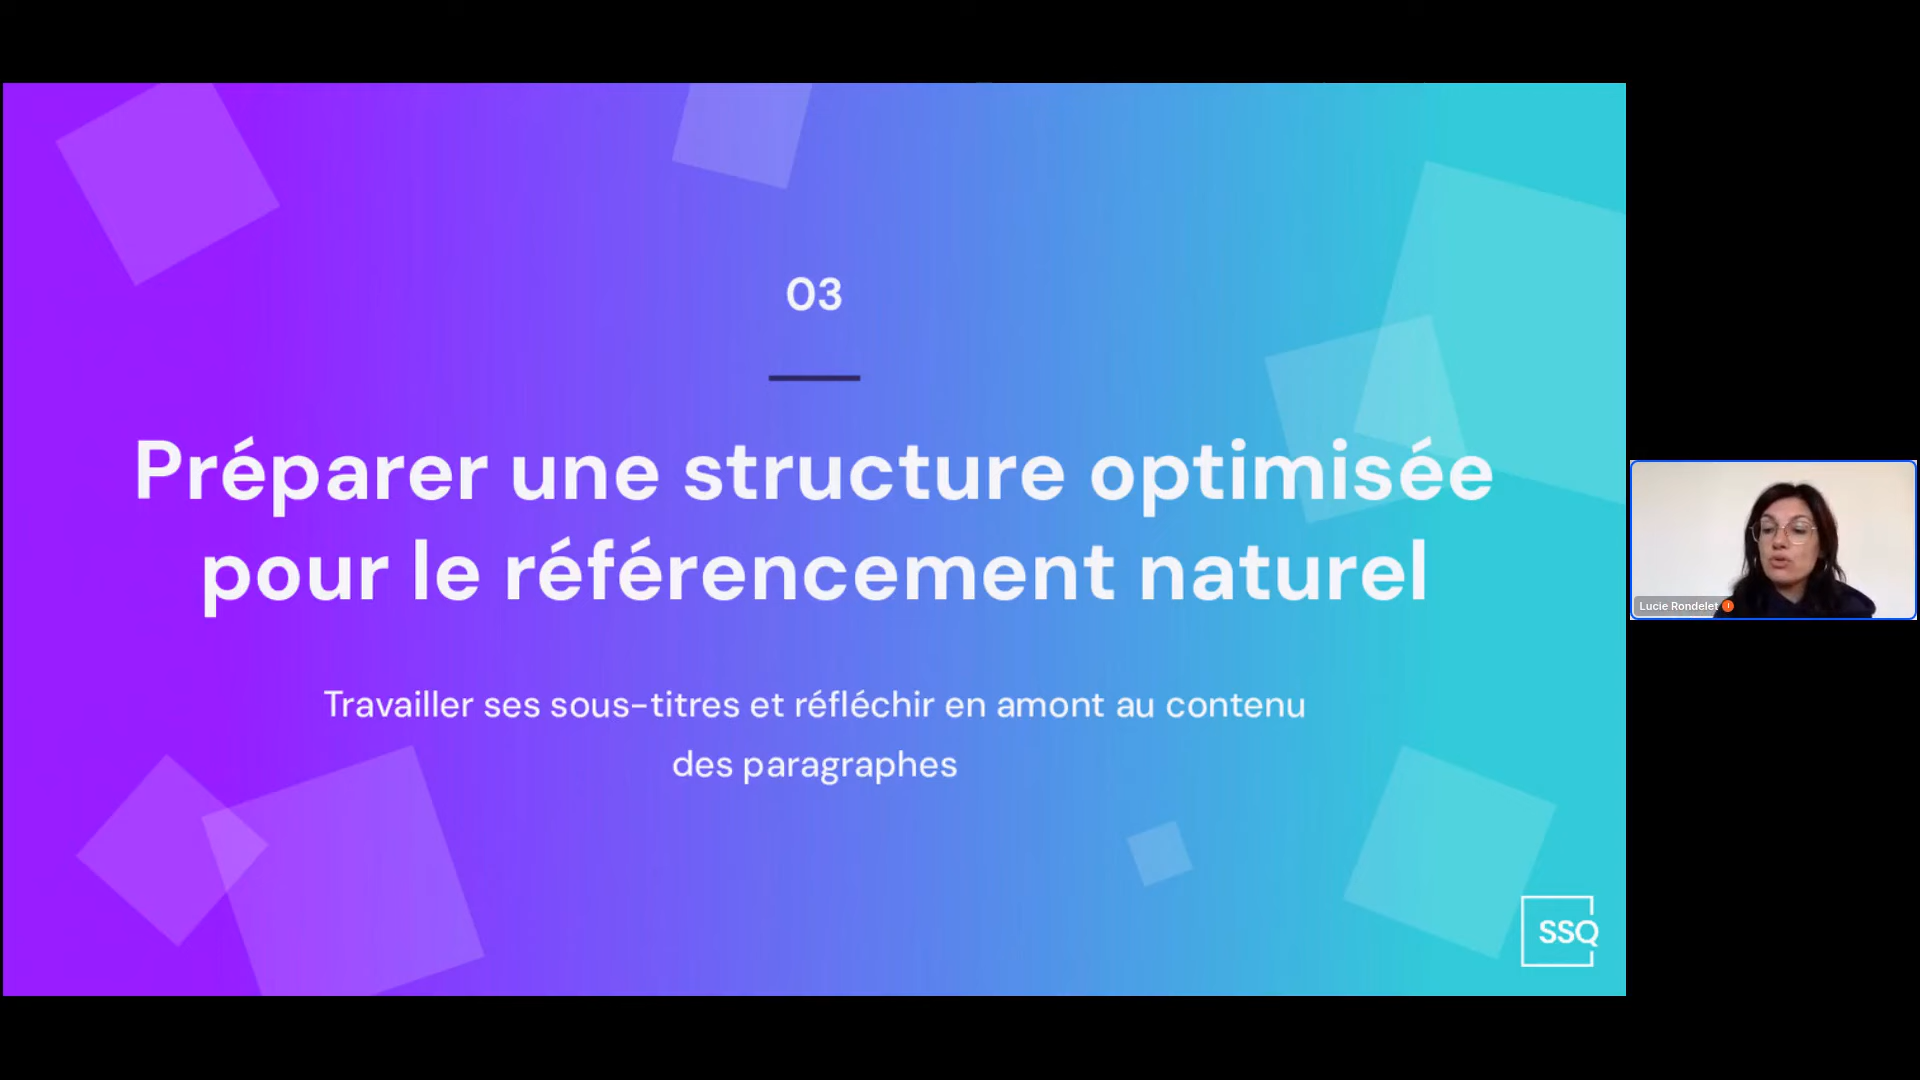 03
Préparer une structure optimisée
pour le référencement naturel
Travailler ses sous-titres et réfléchir en amont au contenu
des paragraphes
SSQ
Lucie Rondelet